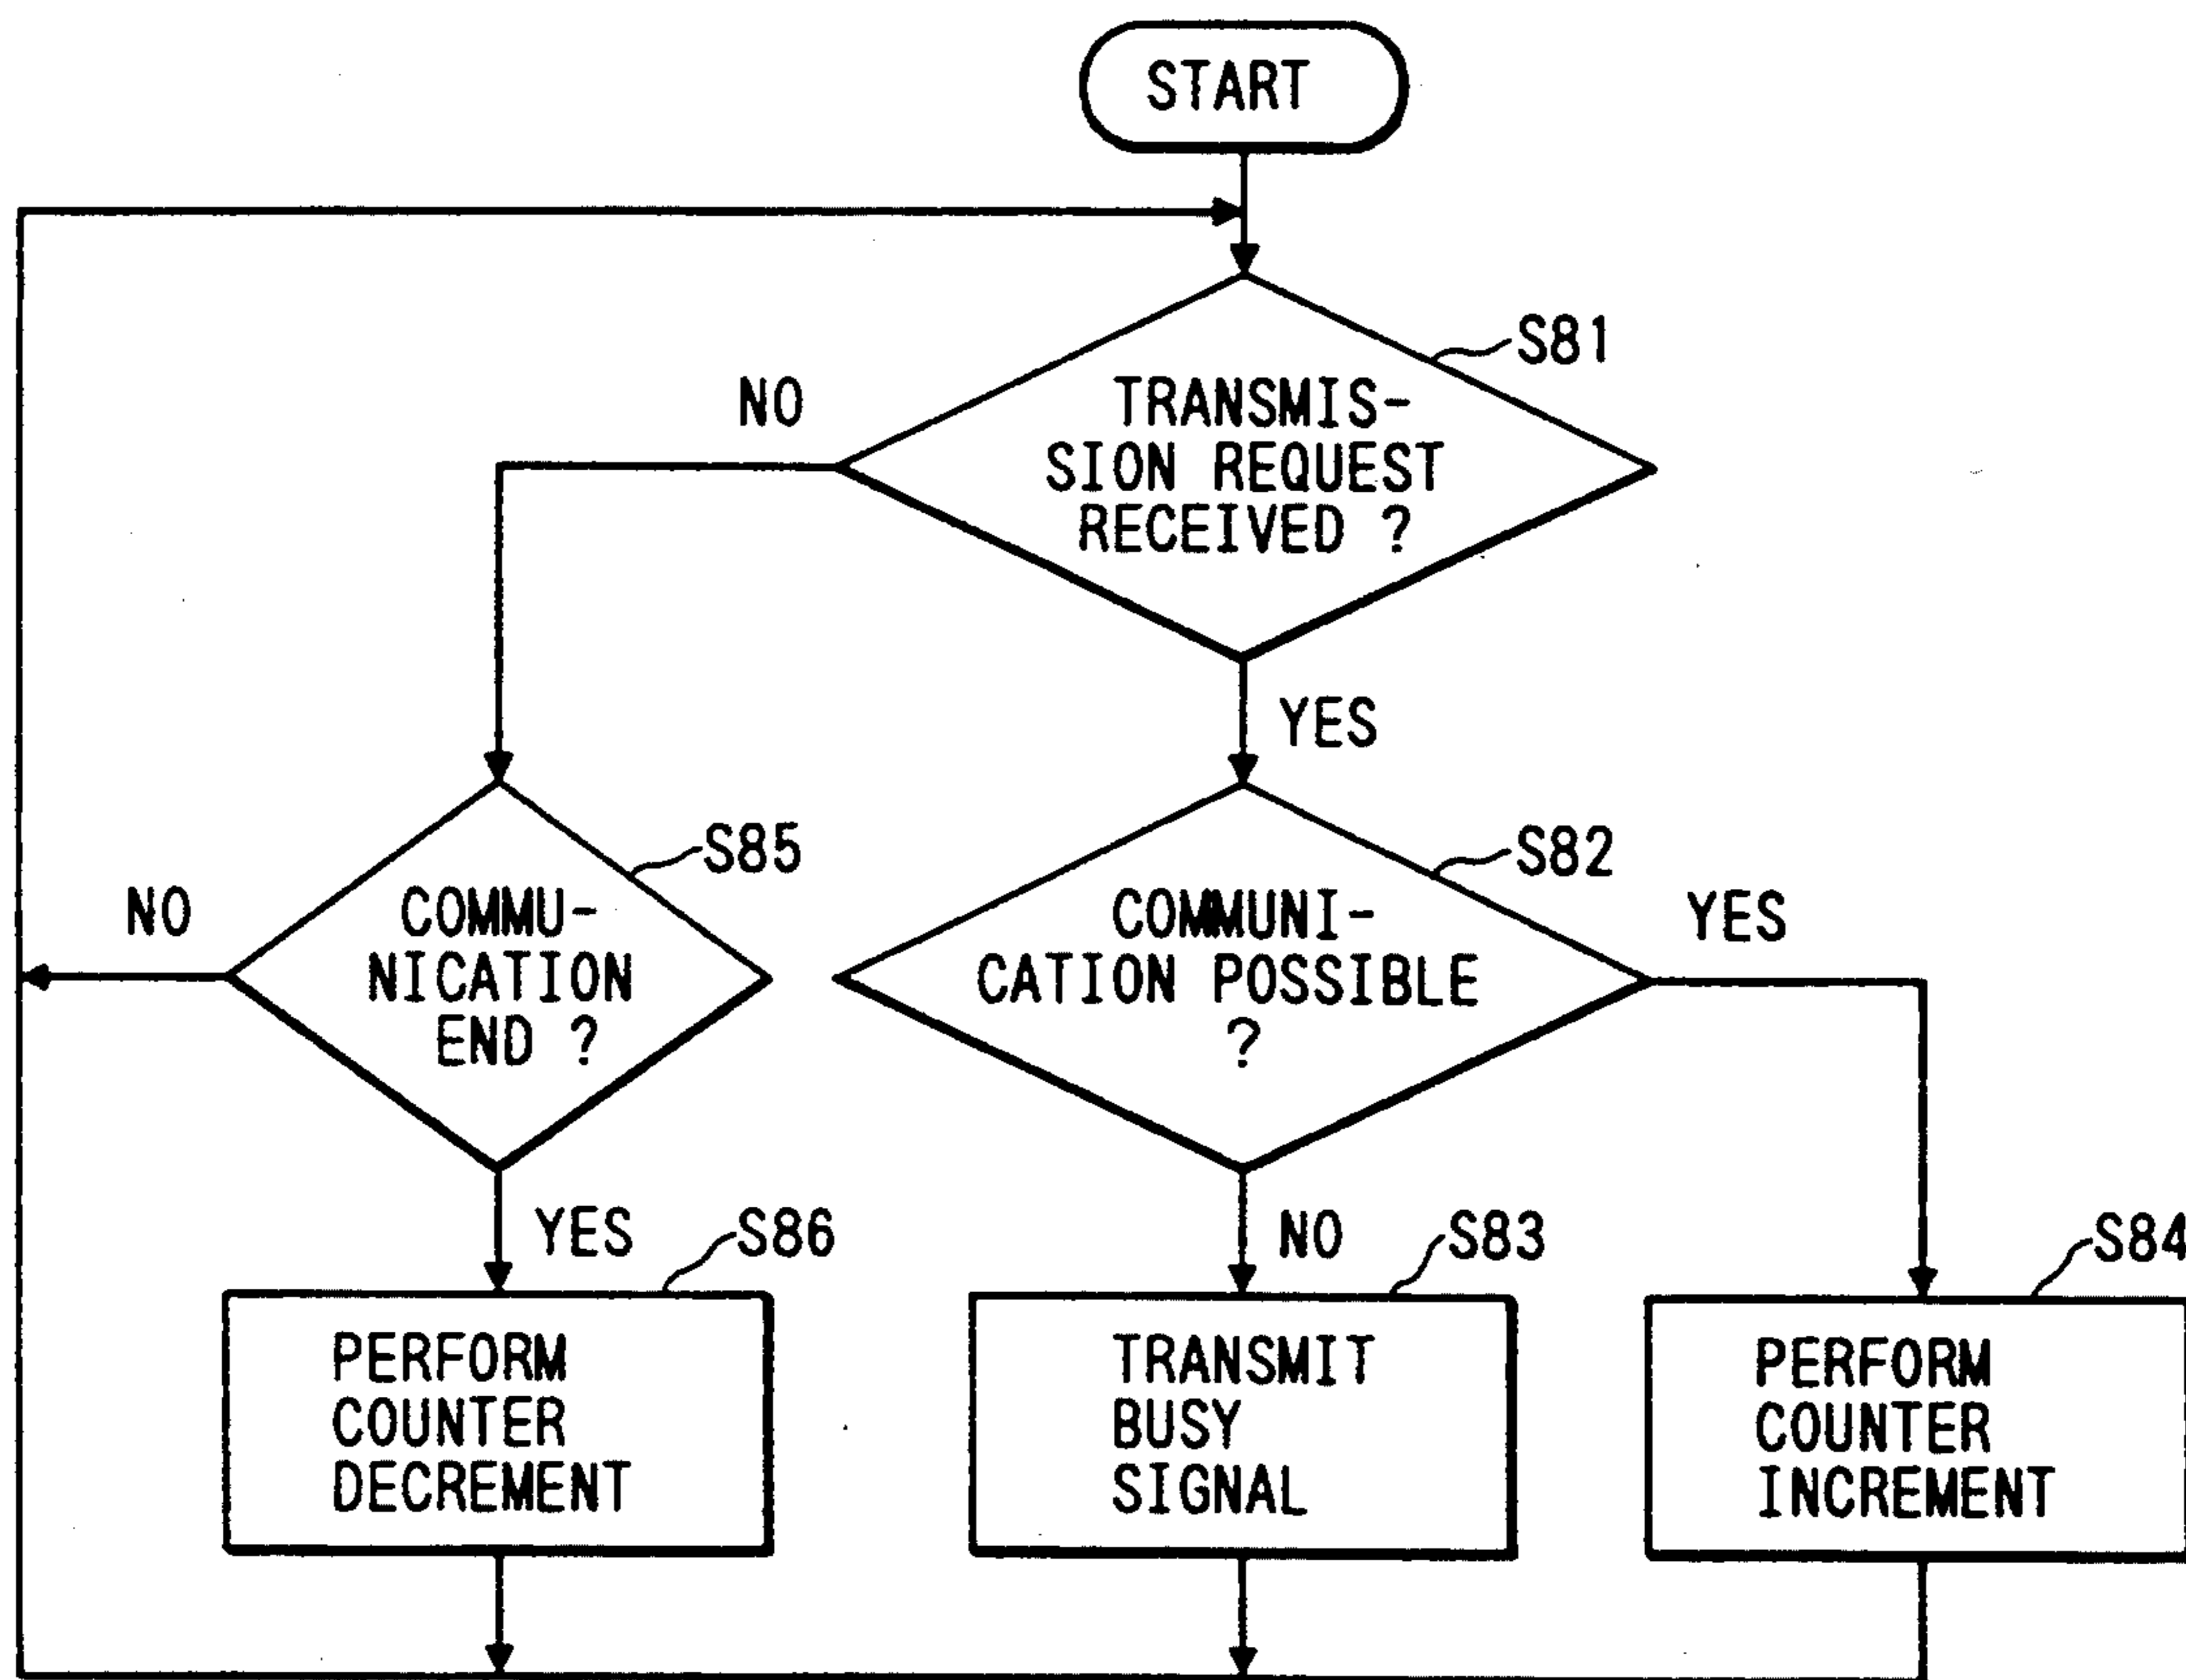 START
S81
NO
TRANSMIS-
SION REQUEST
RECEIVED ?
YES
S85
S82
NO
COMMU-
NICATION
END ?
COMMUNI-
CATION POSSIBLE
?
YES
YES
S86
NO
S83
S84
PERFORM
COUNTER
DECREMENT
TRANSMIT
BUSY
SIGNAL
PERFORM
COUNTER
INCREMENT